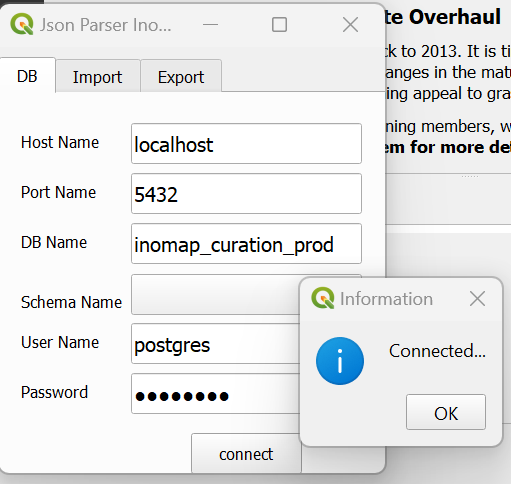 Json Parser Ino...
te Overhaul
DB
Import
Export
ck to 2013. It is ti
anges in the mat
ing appeal to gra
ning members, w
em for more det
Host Name
localhost
Port Name
5432
DB Name
inomap_curation_prod
Schema Name
User Name
postgres
Password
●●●●●●●●
connect
Information
Connected...
OK